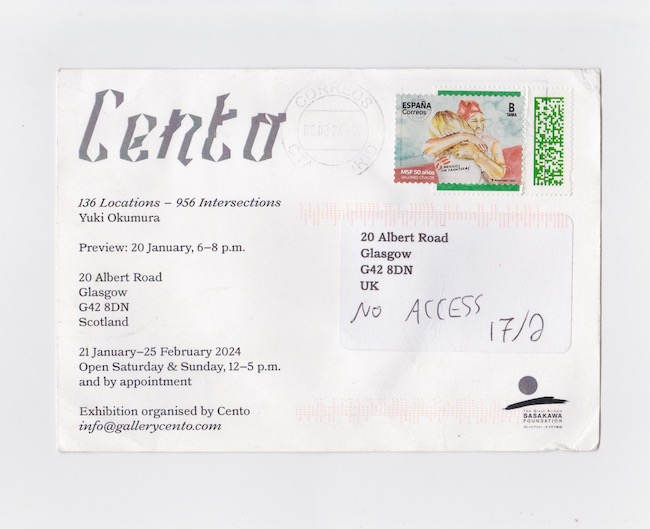 Cento
136 Locations – 956 Intersections
Yuki Okumura
Preview: 20 January, 6–8 p.m.
20 Albert Road
Glasgow
G42 8DN
Scotland
21 January–25 February 2024
Open Saturday & Sunday, 12–5 p.m.
and by appointment
Exhibition organised by Cento
info@gallerycento.com
CORREOS
ESPAÑA
Correos
B
TARIFA
MSF 50 años
VALORES CÍVICOS
20 Albert Road
Glasgow
G42 8DN
UK
NO ACCESS
17/2
The Great Britain
SASAKAWA
FOUNDATION